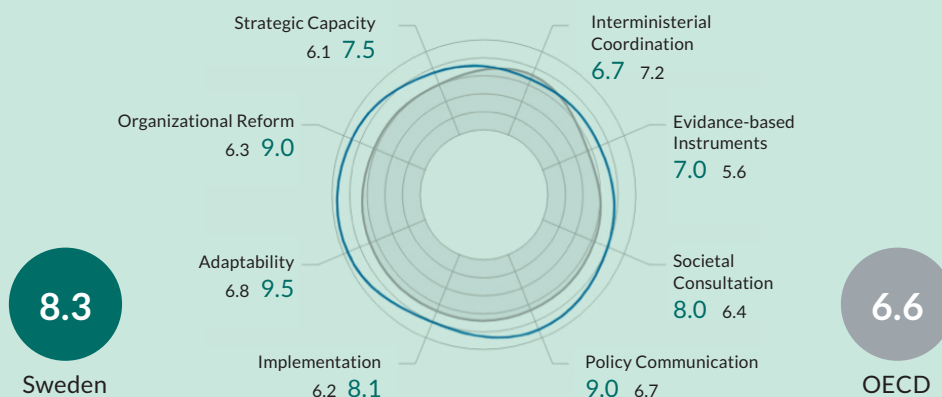 Strategic Capacity
6.1 7.5
Interministerial
Coordination
6.7 7.2
Organizational Reform
6.3 9.0
Evidance-based
Instruments
7.0 5.6
Adaptability
6.8 9.5
Societal
Consultation
8.0 6.4
Implementation
6.2 8.1
Policy Communication
9.0 6.7
8.3
Sweden
6.6
OECD